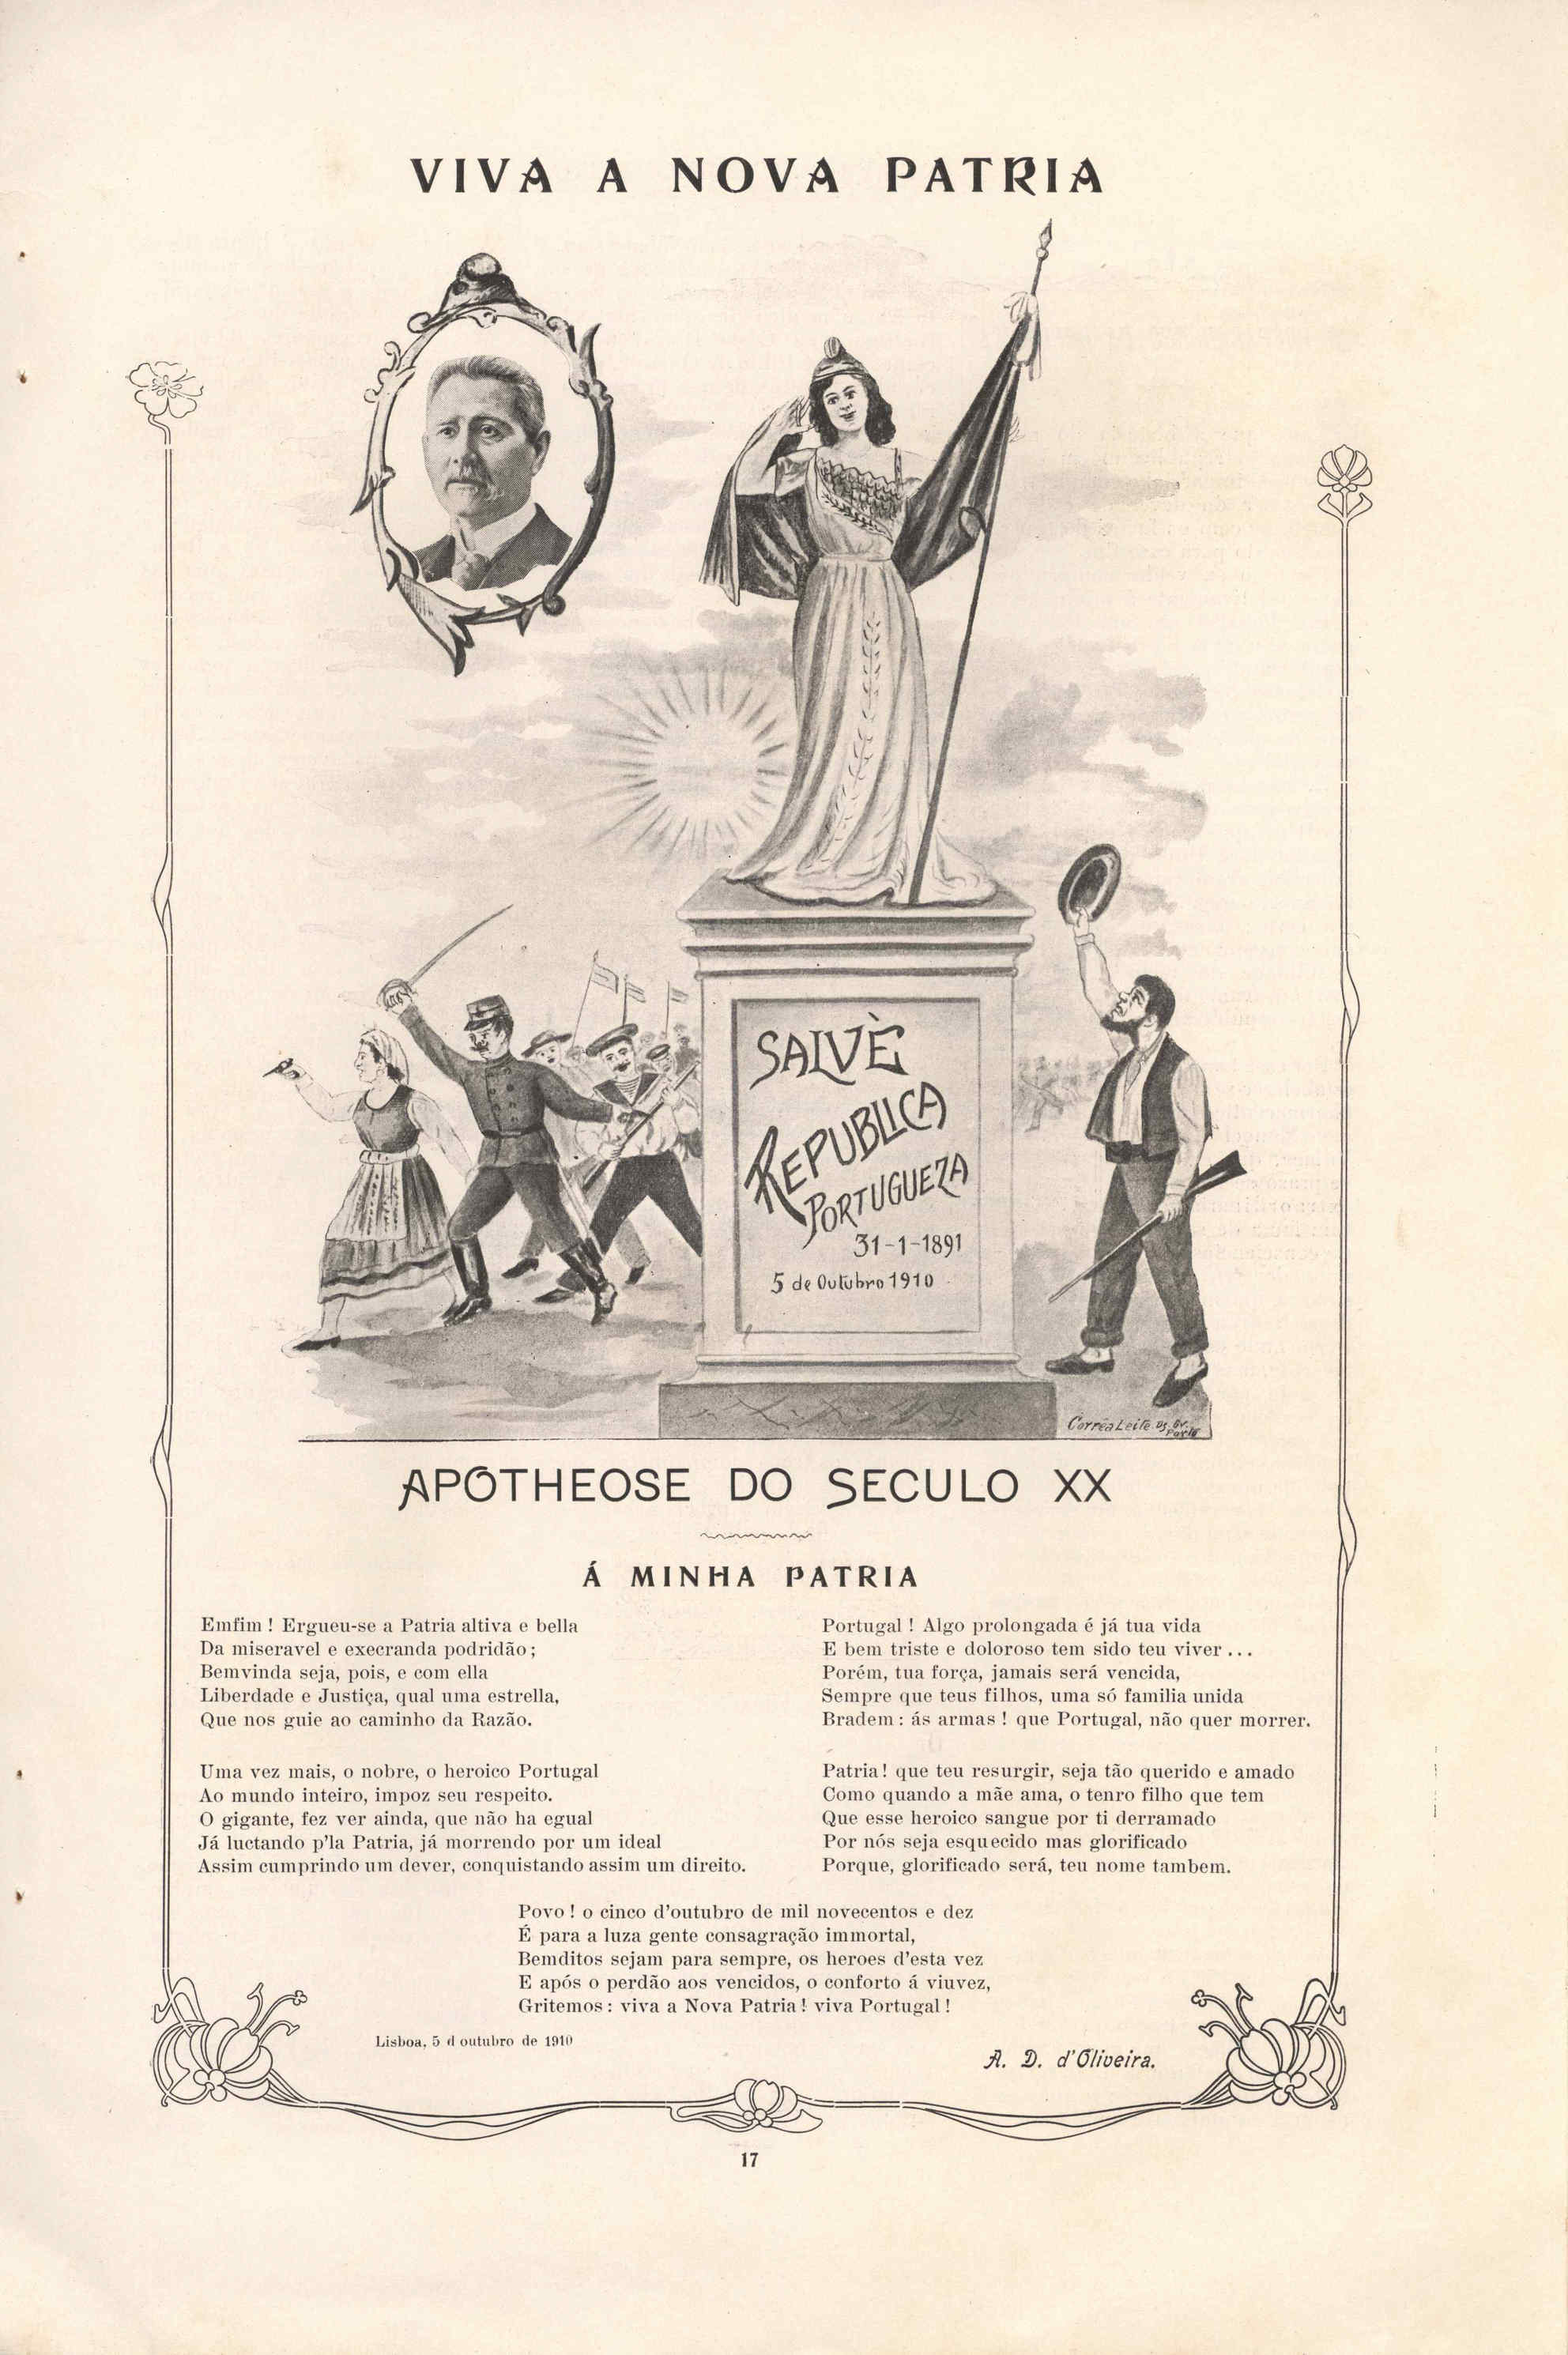 VIVA A NOVA PATRIA
SALVÈ
REPUBLICA
PORTUGUEZA
31-1-1891
5 de Outubro 1910
Corrêa Leite
Porto
APOTHEOSE DO SECULO XX
Á MINHA PATRIA
Emfim ! Ergueu-se a Patria altiva e bella
Da miseravel e execranda podridão ;
Bemvinda seja, pois, e com ella
Liberdade e Justiça, qual uma estrella,
Que nos guie ao caminho da Razão.
Uma vez mais, o nobre, o heroico Portugal
Ao mundo inteiro, impoz seu respeito.
O gigante, fez ver ainda, que não ha egual
Já luctando p'la Patria, já morrendo por um ideal
Assim cumprindo um dever, conquistando assim um direito.
Portugal ! Algo prolongada é já tua vida
E bem triste e doloroso tem sido teu viver ...
Porém, tua força, jamais será vencida,
Sempre que teus filhos, uma só familia unida
Bradem : ás armas ! que Portugal, não quer morrer.
Patria ! que teu resurgir, seja tão querido e amado
Como quando a mãe ama, o tenro filho que tem
Que esse heroico sangue por ti derramado
Por nós seja esquecido mas glorificado
Porque, glorificado será, teu nome tambem.
Povo ! o cinco d'outubro de mil novecentos e dez
É para a luza gente consagração immortal,
Bemditos sejam para sempre, os heroes d'esta vez
E após o perdão aos vencidos, o conforto á viuvez,
Gritemos : viva a Nova Patria ! viva Portugal !
Lisboa, 5 d outubro de 1910
A. D. d'Oliveira.
17